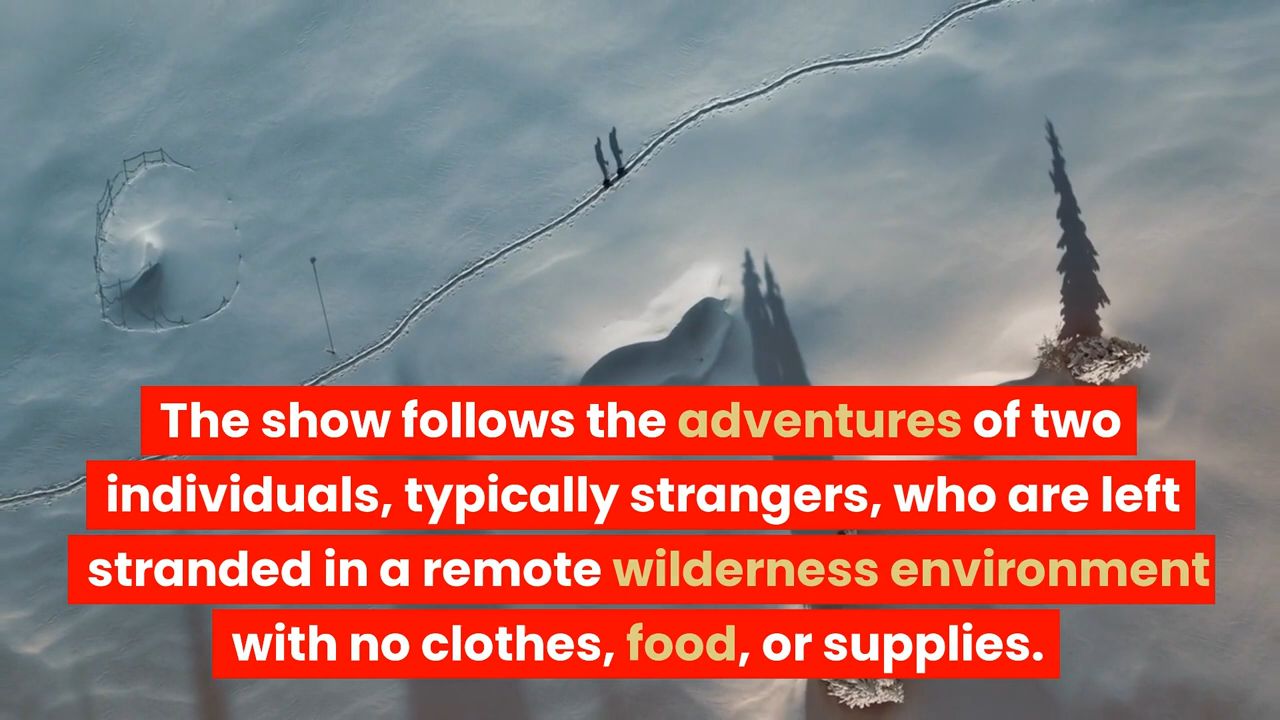 The show follows the adventures of two
individuals, typically strangers, who are left
stranded in a remote wilderness environment
with no clothes, food, or supplies.